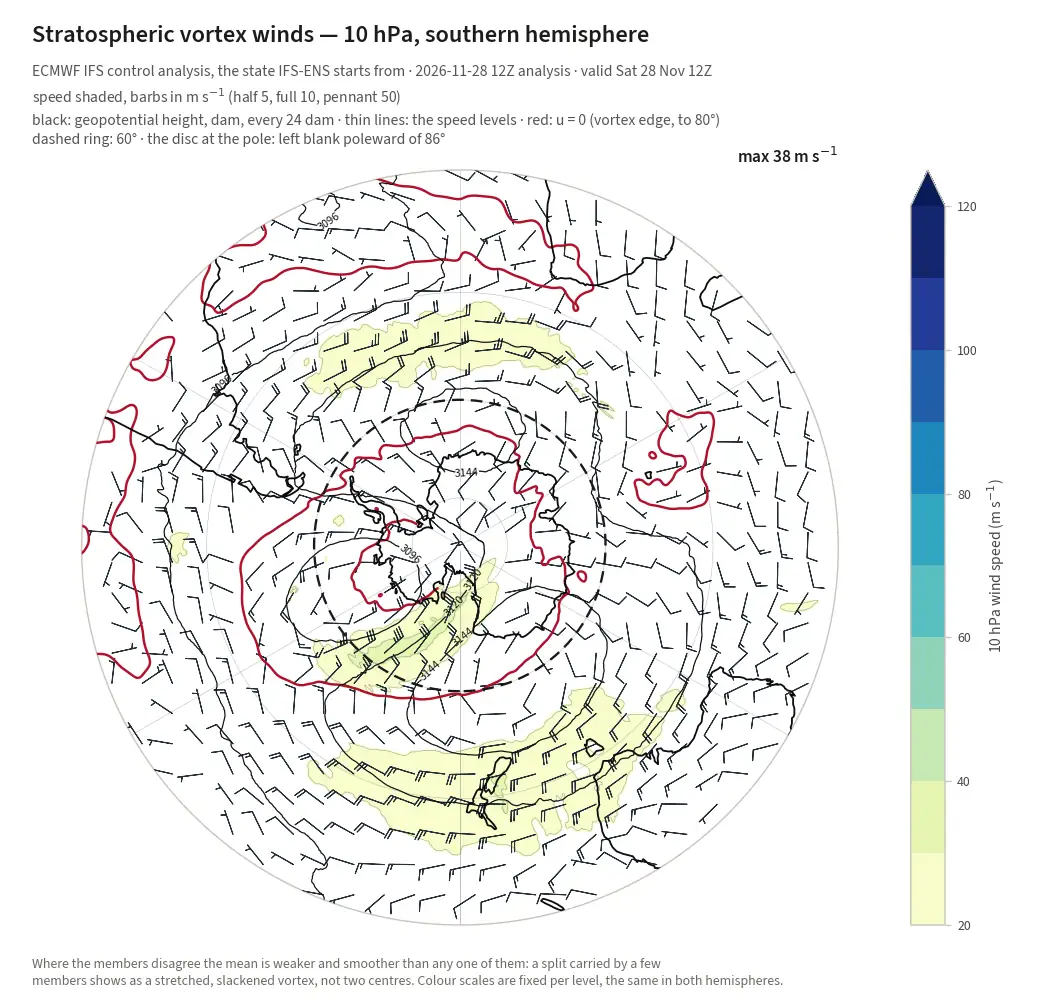 Stratospheric vortex winds — 10 hPa, southern hemisphere
ECMWF IFS control analysis, the state IFS-ENS starts from · 2026-11-28 12Z analysis · valid Sat 28 Nov 12Z
speed shaded, barbs in m s⁻¹ (half 5, full 10, pennant 50)
black: geopotential height, dam, every 24 dam · thin lines: the speed levels · red: u = 0 (vortex edge, to 80°)
dashed ring: 60° · the disc at the pole: left blank poleward of 86°
max 38 m s⁻¹
120
100
80
60
40
20
10 hPa wind speed (m s⁻¹)
3096
3096
3144
3096
3120
3144
3144
Where the members disagree the mean is weaker and smoother than any one of them: a split carried by a few
members shows as a stretched, slackened vortex, not two centres. Colour scales are fixed per level, the same in both hemispheres.